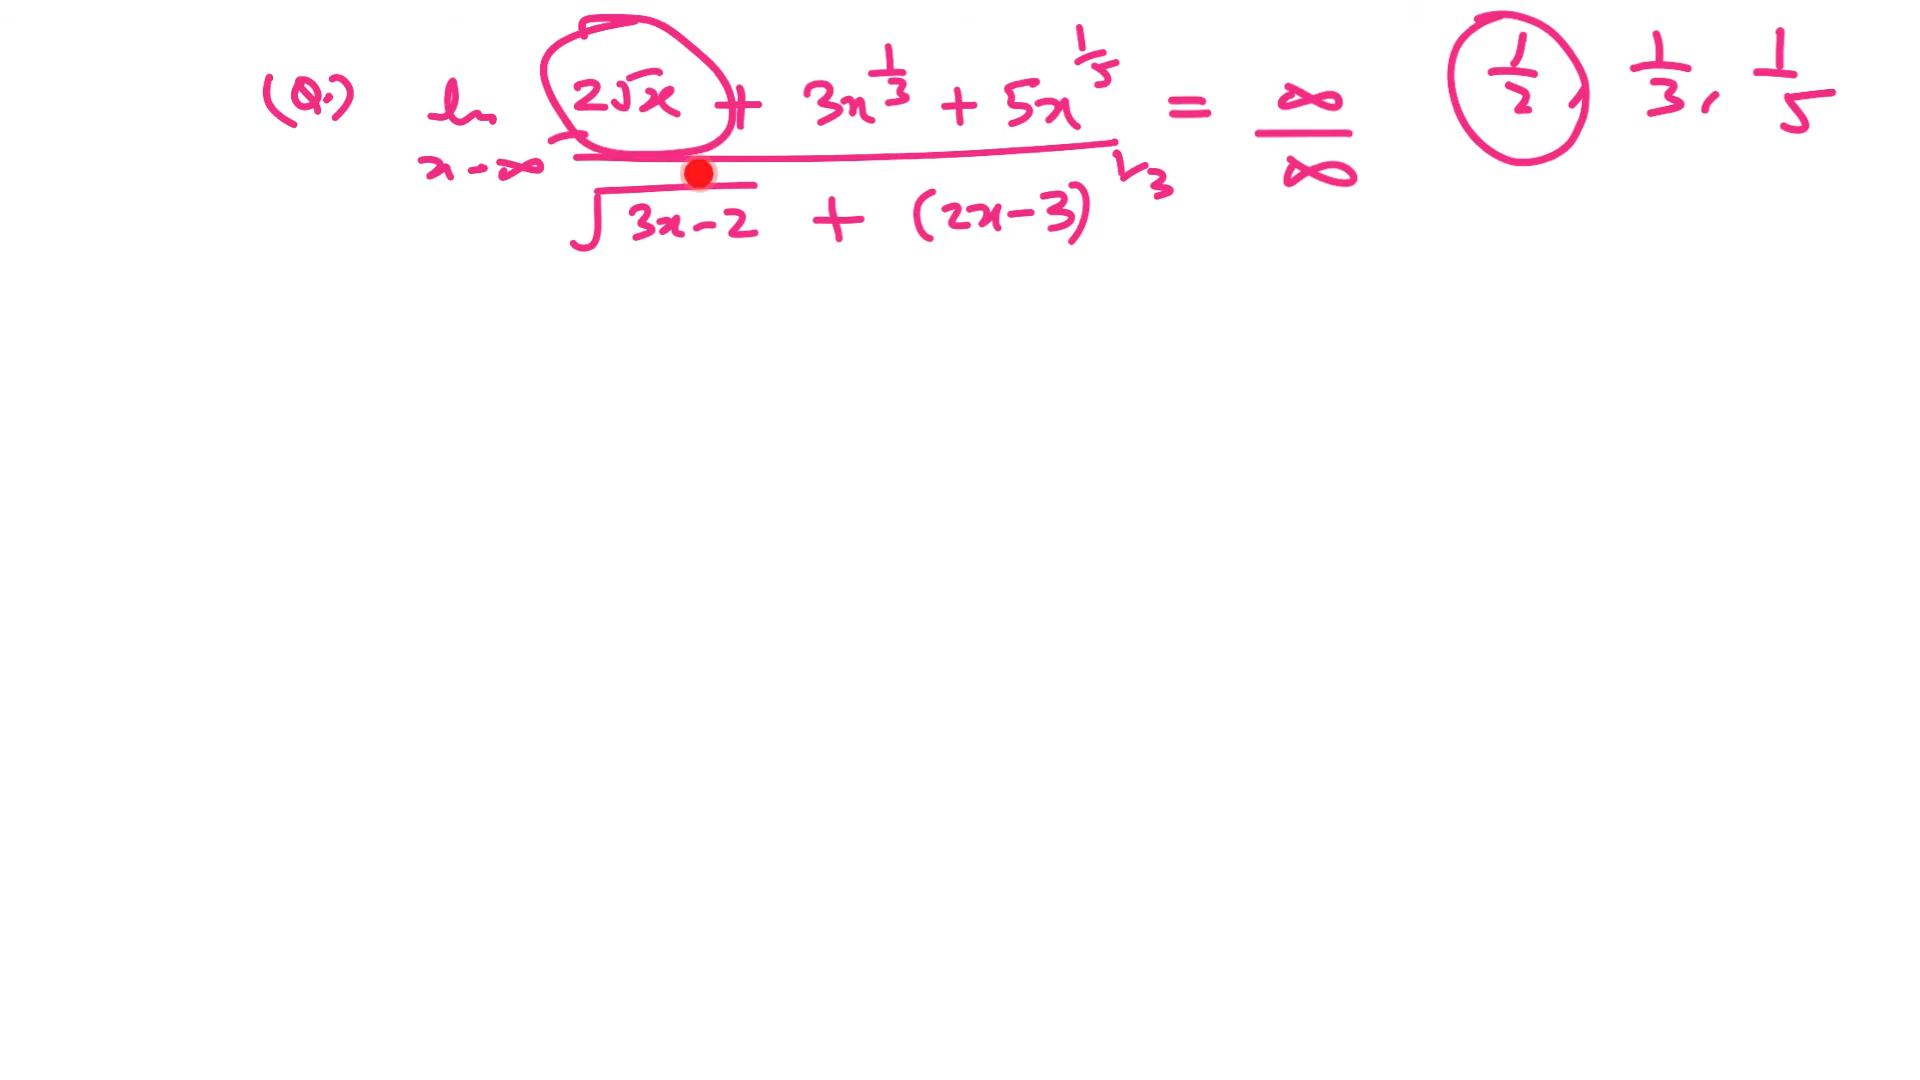 (Q.) lim x→∞ (2√x + 3x^(1/3) + 5x^(1/5)) / (√(3x-2) + (2x-3)^(1/3)) = ∞/∞ 1/2, 1/3, 1/5